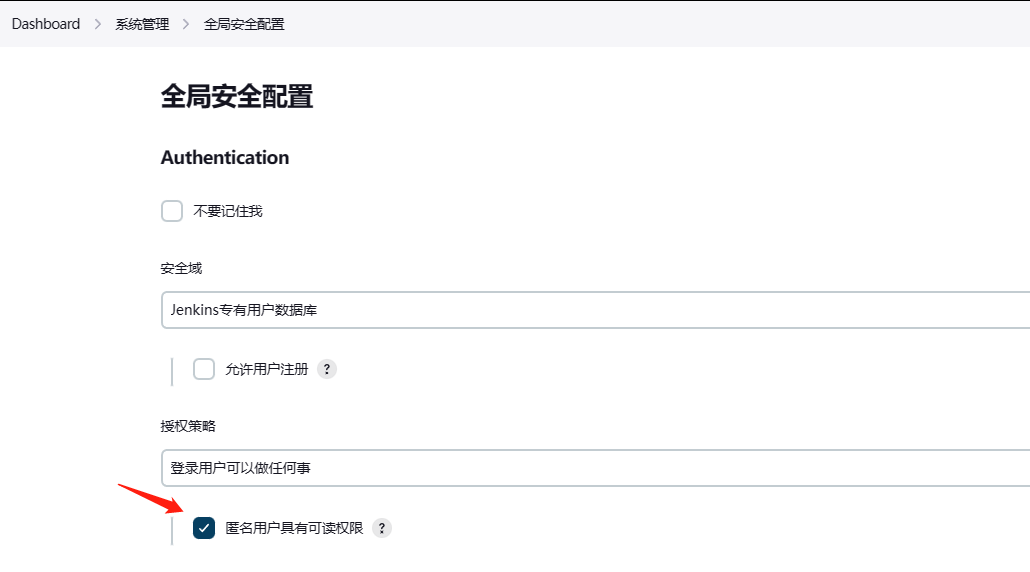 Dashboard > 系统管理 > 全局安全配置
全局安全配置
Authentication
不要记住我
安全域
Jenkins专有用户数据库
允许用户注册 ?
授权策略
登录用户可以做任何事
匿名用户具有可读权限 ?